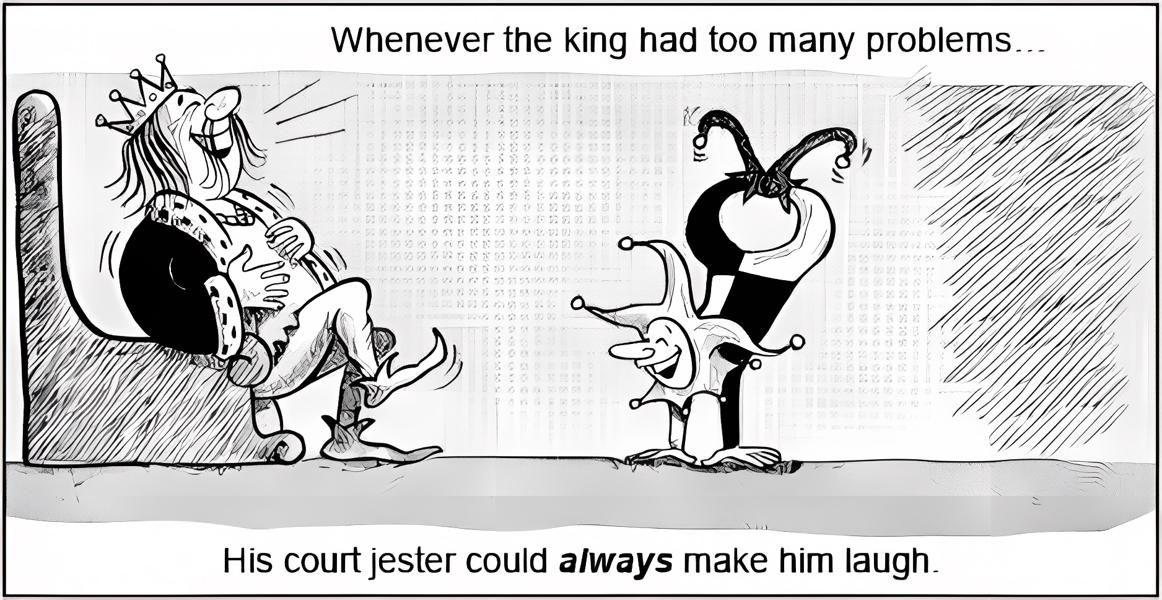 Whenever the king had too many problems...
His court jester could always make him laugh.